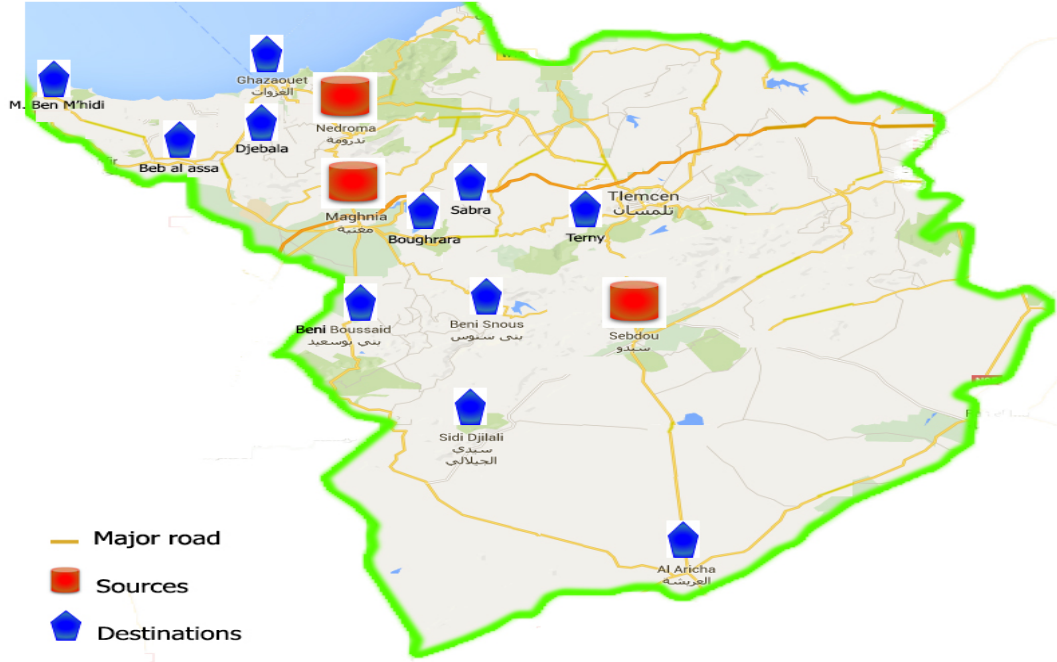 Ghazaouet
الغزوات
M. Ben M'hidi
Nedroma
ندرومة
Djebala
Beb al assa
Tlemcen
تلمسان
Sabra
Maghnia
مغنية
Boughrara
Terny
Beni Boussaid
بني بوسعيد
Beni Snous
بني سنوس
Sebdou
سبدو
Sidi Djilali
سيدي
الجيلالي
Al Aricha
العريشة
Major road
Sources
Destinations